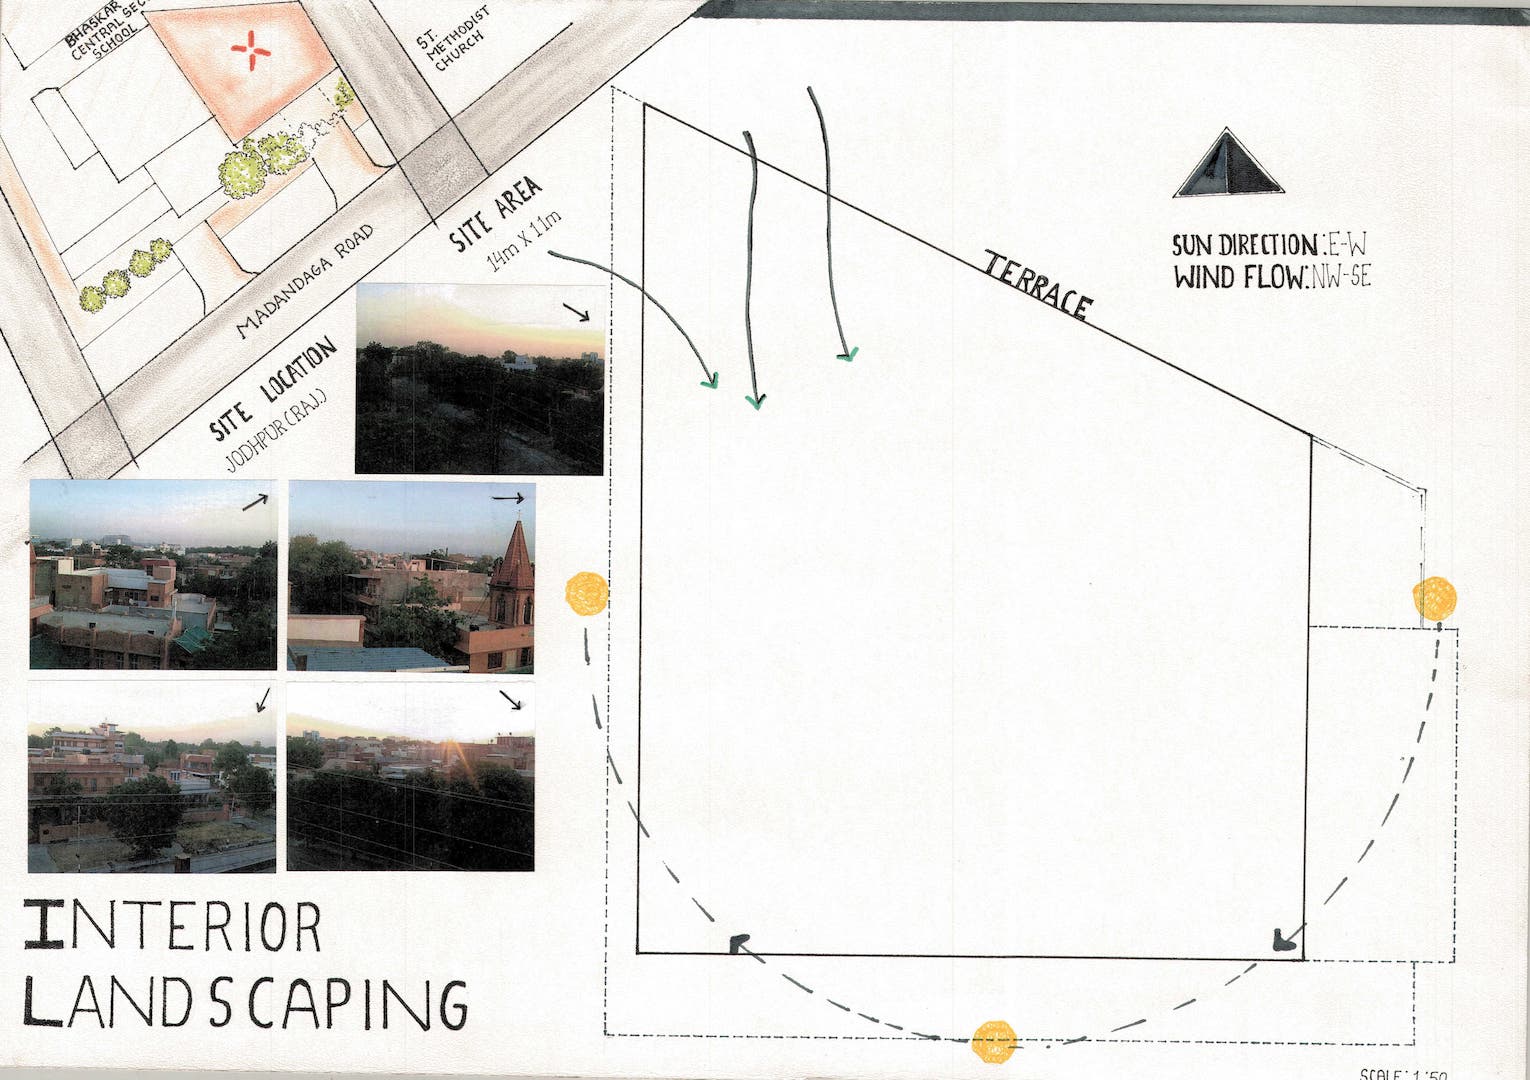 BHASKAR
CENTRAL SEC.
SCHOOL
ST.
METHODIST
CHURCH
MADANDAGA ROAD
SITE AREA
14m X 11m
SITE LOCATION
JODHPUR (RAJ.)
TERRACE
SUN DIRECTION:E-W
WIND FLOW:NW-SE
INTERIOR
LANDSCAPING
SCALE:1:50